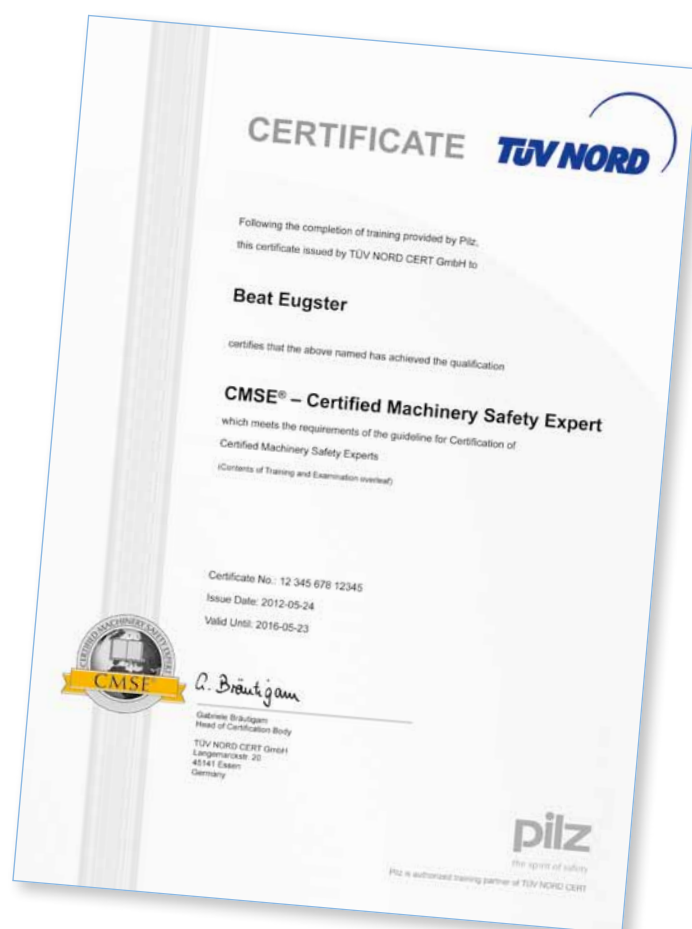 CERTIFICATE
TÜV NORD
Following the completion of training provided by Pilz,
this certificate issued by TÜV NORD CERT GmbH to
Beat Eugster
certifies that the above named has achieved the qualification
CMSE® – Certified Machinery Safety Expert
which meets the requirements of the guideline for Certification of
Certified Machinery Safety Experts
(Contents of Training and Examination overleaf)
Certificate No.: 12 345 678 12345
Issue Date: 2012-05-24
Valid Until: 2016-05-23
CERTIFIED MACHINERY SAFETY EXPERT
CMSE®
G. Bräutigam
Gabriele Bräutigam
Head of Certification Body
TÜV NORD CERT GmbH
Langemarckstr. 20
45141 Essen
Germany
pilz
the spirit of safety
Pilz is authorized training partner of TÜV NORD CERT